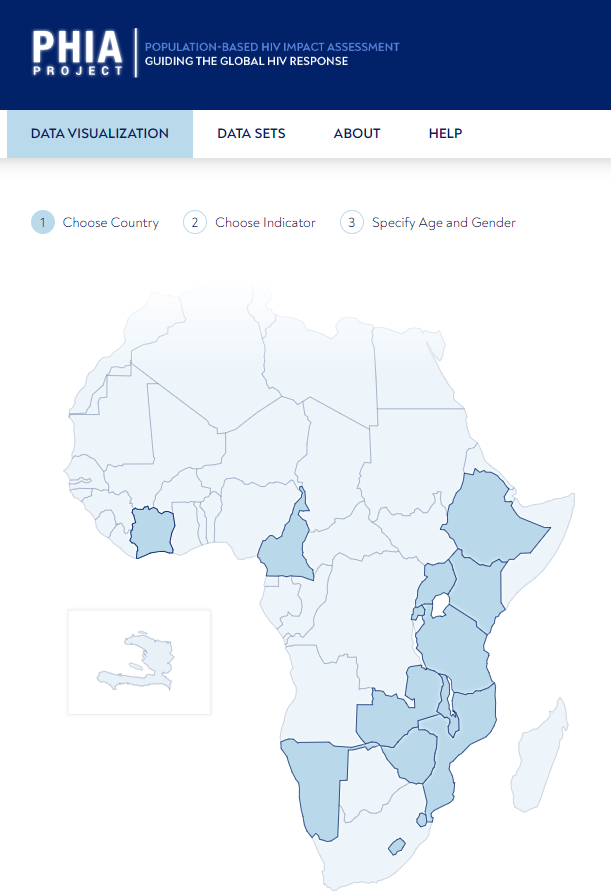 PHIA
PROJECT
POPULATION-BASED HIV IMPACT ASSESSMENT
GUIDING THE GLOBAL HIV RESPONSE
DATA VISUALIZATION DATA SETS ABOUT HELP
1 Choose Country 2 Choose Indicator 3 Specify Age and Gender